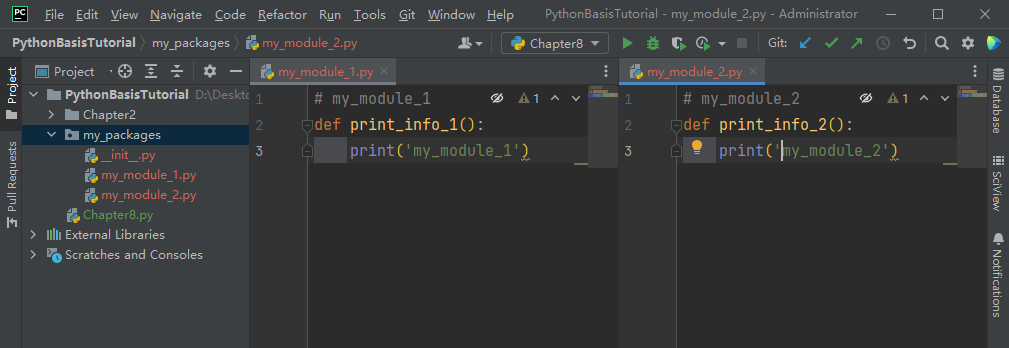 PC File Edit View Navigate Code Refactor Run Tools Git Window Help PythonBasisTutorial - my_module_2.py - Administrator
PythonBasisTutorial my_packages my_module_2.py Chapter8 Git:
Project my_module_1.py my_module_2.py
Project
Pull Requests
PythonBasisTutorial D:\Deskto
Chapter2
my_packages
__init__.py
my_module_1.py
my_module_2.py
Chapter8.py
External Libraries
Scratches and Consoles
1 # my_module_1 1
2 def print_info_1():
3 print('my_module_1')
1 # my_module_2 1
2 def print_info_2():
3 print('my_module_2')
Database
SciView
Notifications